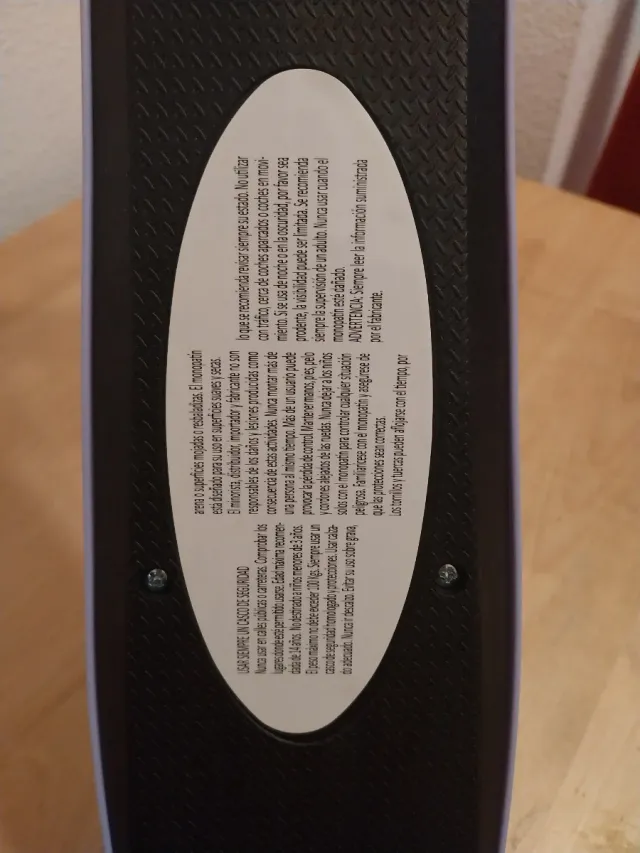 USAR SIEMPRE UN CASCO DE SEGURIDAD
Nunca usar en calles públicas o carreteras. Comprobar los
lugares donde esta permitido usarse. Edad máxima recomen-
dada de 14 años. No destinado a niños menores de 3 años.
El peso máximo no debe exceder 100 Kgs. Siempre usar un
casco de seguridad homologado y protecciones. Usar calza-
do adecuado. Nunca ir descalzo. Evitar su uso sobre grava,
arena o superficies mojadas o resbaladizas. El monopatín
está diseñado para su uso en superficies suaves y secas.
El minorista, distribuidor, importador y fabricante no son
responsables de los daños y lesiones producidas como
consecuencia de estas actividades. Nunca montar más de
una persona al mismo tiempo. Más de un usuario puede
provocar la pérdida de control. Mantener manos, pies, pelo
y cordones alejados de las ruedas. Nunca dejar a los niños
solos con el monopatín para controlar cualquier situación
peligrosa. Familiarícese con el monopatín y asegúrese de
que las protecciones sean correctas.
Los tornillos y tuercas pueden aflojarse con el tiempo, por
lo que se recomienda revisar siempre su estado. No utilizar
con tráfico, cerca de coches aparcados o coches en movi-
miento. Si se usa de noche o en la oscuridad, por favor sea
prudente, la visibilidad puede ser limitada. Se recomienda
siempre la supervisión de un adulto. Nunca usar cuando el
monopatín esté dañado.
ADVERTENCIA: Siempre leer la información suministrada
por el fabricante.